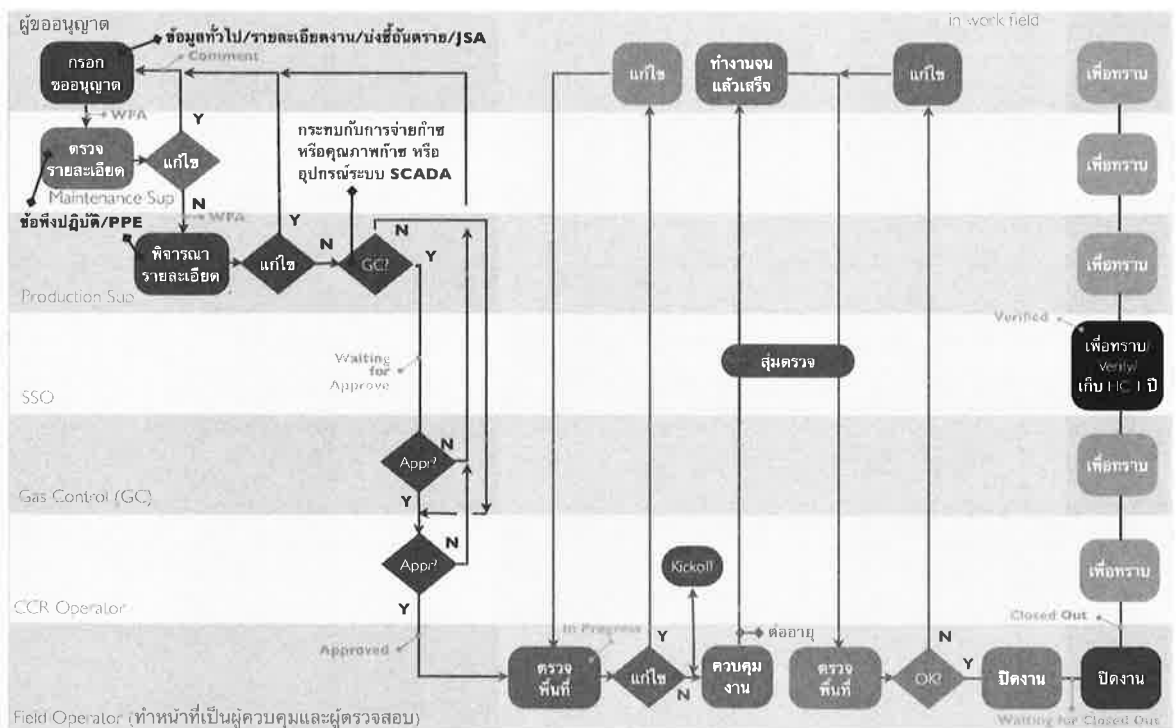 ผู้ขออนุญาต
in work field
ข้อมูลทั่วไป/รายละเอียดงาน/บ่งชี้อันตราย/JSA
Comment
กรอก
ขออนุญาต
แก้ไข
ทำงานจน
แล้วเสร็จ
แก้ไข
เพื่อทราบ
WFA
Y
ตรวจ
รายละเอียด
แก้ไข
กระทบกับการจ่ายก๊าซ
หรือคุณภาพก๊าซ หรือ
อุปกรณ์ระบบ SCADA
เพื่อทราบ
Maintenance Sup
N
WFA
ข้อพึงปฏิบัติ/PPE
Y
N
พิจารณา
รายละเอียด
แก้ไข
N
GC?
Y
เพื่อทราบ
Production Sup
Verified
Waiting
for
Approve
สุ่มตรวจ
เพื่อทราบ/
Verify/
เก็บ HC 1 ปี
SSO
Appr?
N
เพื่อทราบ
Y
Gas Control (GC)
Appr?
N
Kickoff
เพื่อทราบ
Y
CCR Operator
Closed Out
Approved
In Progress
Y
ต่ออายุ
N
ตรวจ
พื้นที่
แก้ไข
N
ควบคุม
งาน
ตรวจ
พื้นที่
OK?
Y
ปิดงาน
ปิดงาน
Field Operator (ทำหน้าที่เป็นผู้ควบคุมและผู้ตรวจสอบ)
Waiting for Closed Out